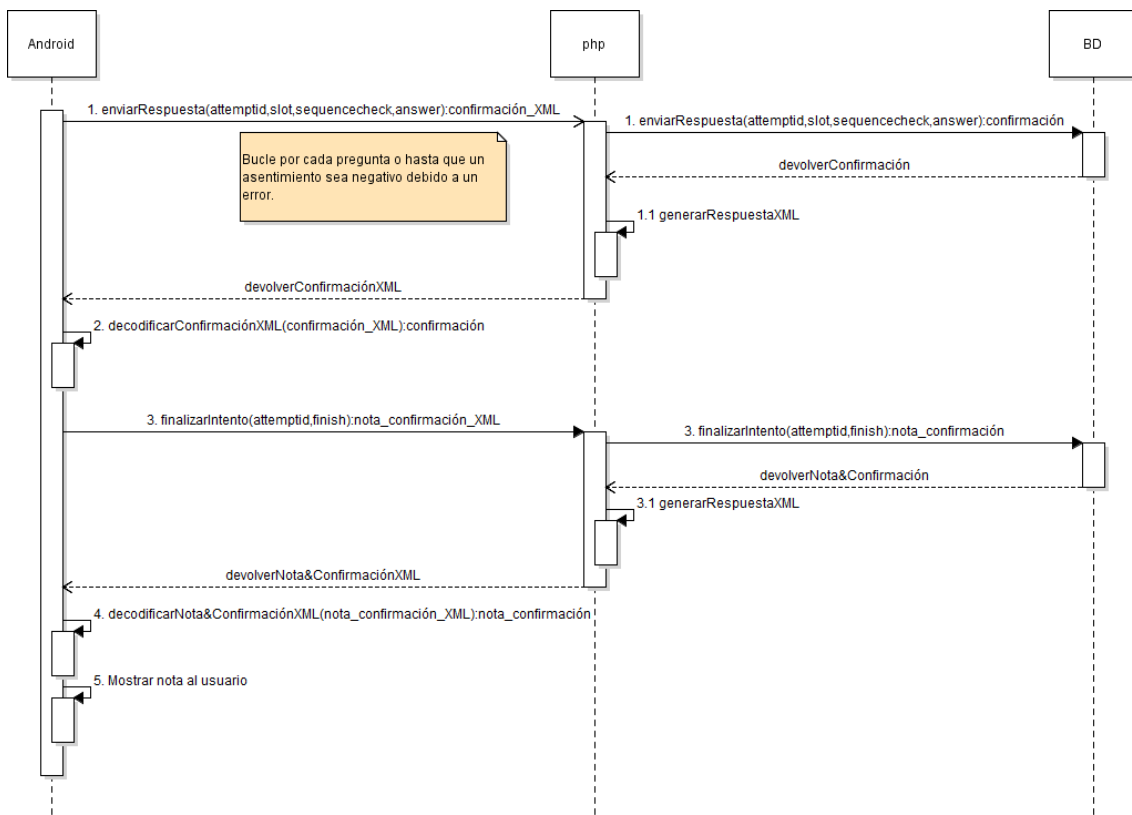 Android
php
BD
1. enviarRespuesta(attemptid,slot,sequencecheck,answer):confirmación_XML
1. enviarRespuesta(attemptid,slot,sequencecheck,answer):confirmación
Bucle por cada pregunta o hasta que un
asentimiento sea negativo debido a un
error.
devolverConfirmación
1.1 generarRespuestaXML
devolverConfirmaciónXML
2. decodificarConfirmaciónXML(confirmación_XML):confirmación
3. finalizarIntento(attemptid,finish):nota_confirmación_XML
3. finalizarIntento(attemptid,finish):nota_confirmación
devolverNota&Confirmación
3.1 generarRespuestaXML
devolverNota&ConfirmaciónXML
4. decodificarNota&ConfirmaciónXML(nota_confirmación_XML):nota_confirmación
5. Mostrar nota al usuario